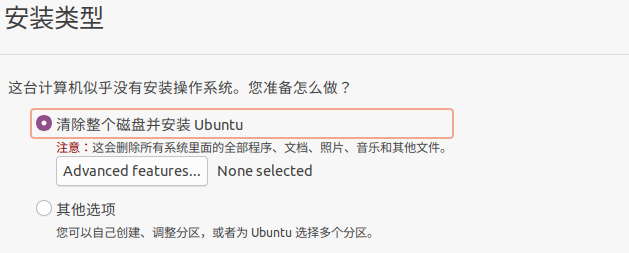 安装类型
这台计算机似乎没有安装操作系统。您准备怎么做？
清除整个磁盘并安装 Ubuntu
注意：这会删除所有系统里面的全部程序、文档、照片、音乐和其他文件。
Advanced features... None selected
其他选项
您可以自己创建、调整分区，或者为 Ubuntu 选择多个分区。